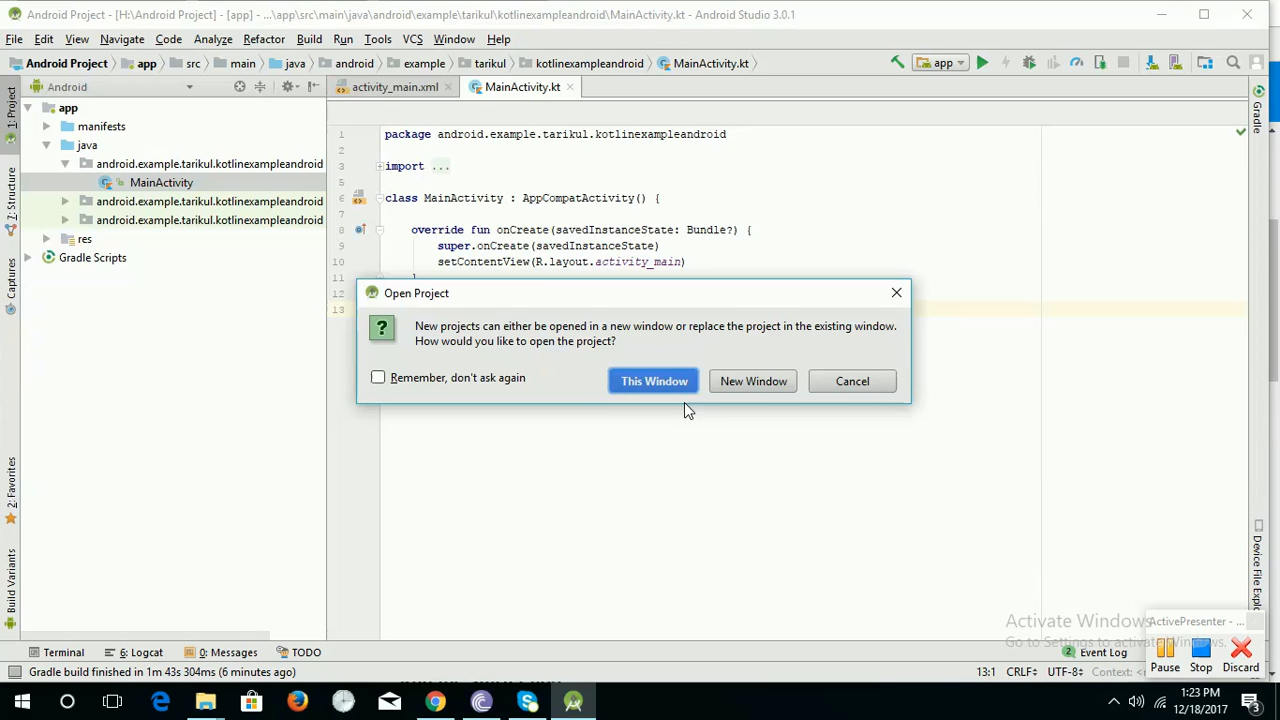 Android Project - [H:\Android Project] - [app] - ...\app\src\main\java\android\example\tarikul\kotlinexampleandroid\MainActivity.kt - Android Studio 3.0.1
File Edit View Navigate Code Analyze Refactor Build Run Tools VCS Window Help
Android Project app src main java android example tarikul kotlinexampleandroid MainActivity.kt app
1: Project
Android
activity_main.xml
MainActivity.kt
Gradle
app
manifests
java
android.example.tarikul.kotlinexampleandroid
MainActivity
android.example.tarikul.kotlinexampleandroid
android.example.tarikul.kotlinexampleandroid
res
Gradle Scripts
7: Structure
Captures
2: Favorites
Build Variants
1 package android.example.tarikul.kotlinexampleandroid
2
3 import ...
5
6 class MainActivity : AppCompatActivity() {
7
8 override fun onCreate(savedInstanceState: Bundle?) {
9 super.onCreate(savedInstanceState)
10 setContentView(R.layout.activity_main)
11
12
13
Open Project
?
New projects can either be opened in a new window or replace the project in the existing window.
How would you like to open the project?
Remember, don't ask again
This Window
New Window
Cancel
Device File Explo
Activate Windows
Go to Settings to activate Windows.
ActivePresenter - ...
Pause Stop Discard
Terminal 6: Logcat 0: Messages TODO 2 Event Log
Gradle build finished in 1m 43s 304ms (6 minutes ago) 13:1 CRLF÷ UTF-8÷ Context: <n
1:23 PM
12/18/2017
3